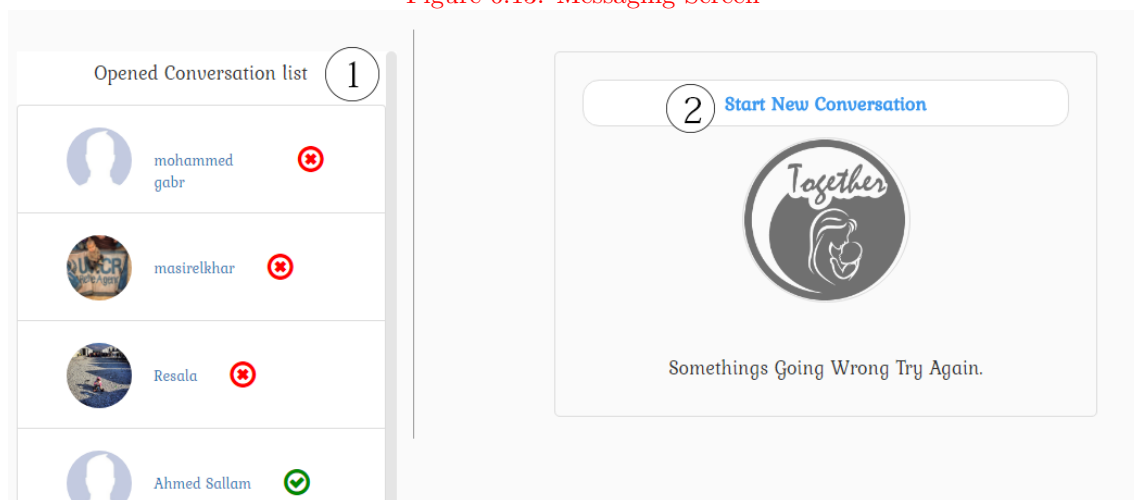 Figure 6.13: Messaging Screen
Opened Conversation list
1
mohammed
gabr
masirelkhar
Resala
Ahmed Sallam
2
Start New Conversation
Together
Somethings Going Wrong Try Again.